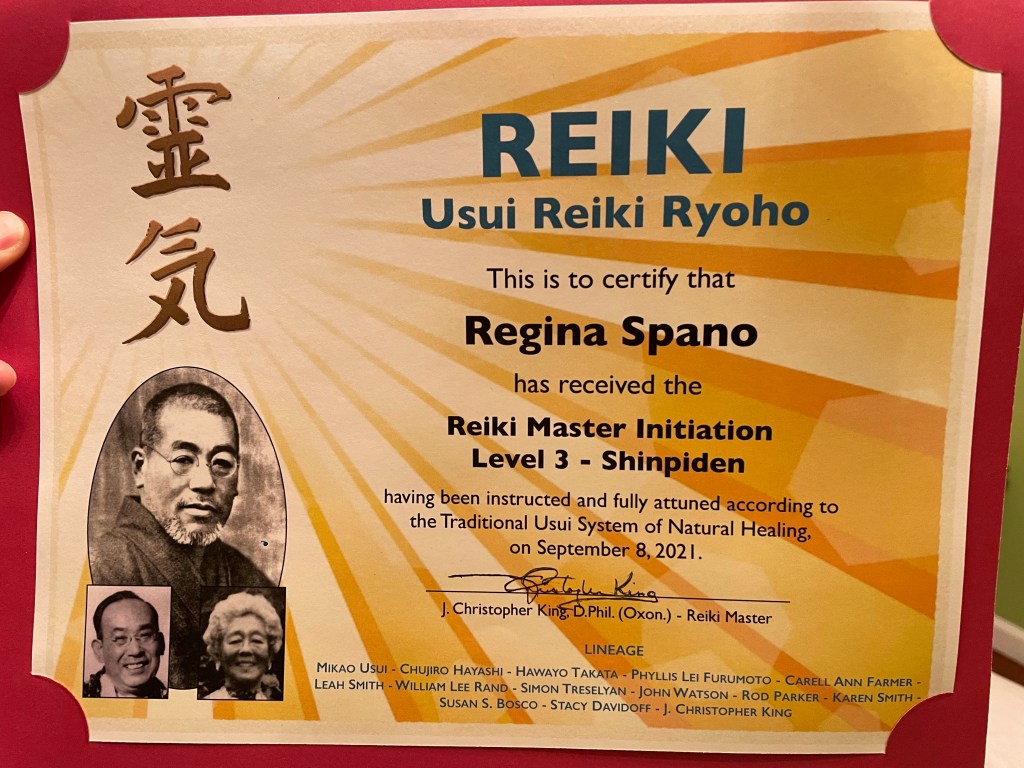 靈
気
REIKI
Usui Reiki Ryoho
This is to certify that
Regina Spano
has received the
Reiki Master Initiation
Level 3 - Shinpiden
having been instructed and fully attuned according to
the Traditional Usui System of Natural Healing,
on September 8, 2021.
Christopher King
J. Christopher King, D.Phil. (Oxon.) - Reiki Master
LINEAGE
MIKAO USUI - CHUJIRO HAYASHI - HAWAYO TAKATA - PHYLLIS LEI FURUMOTO - CARELL ANN FARMER -
LEAH SMITH - WILLIAM LEE RAND - SIMON TRESELYAN - JOHN WATSON - ROD PARKER - KAREN SMITH -
SUSAN S. BOSCO - STACY DAVIDOFF - J. CHRISTOPHER KING